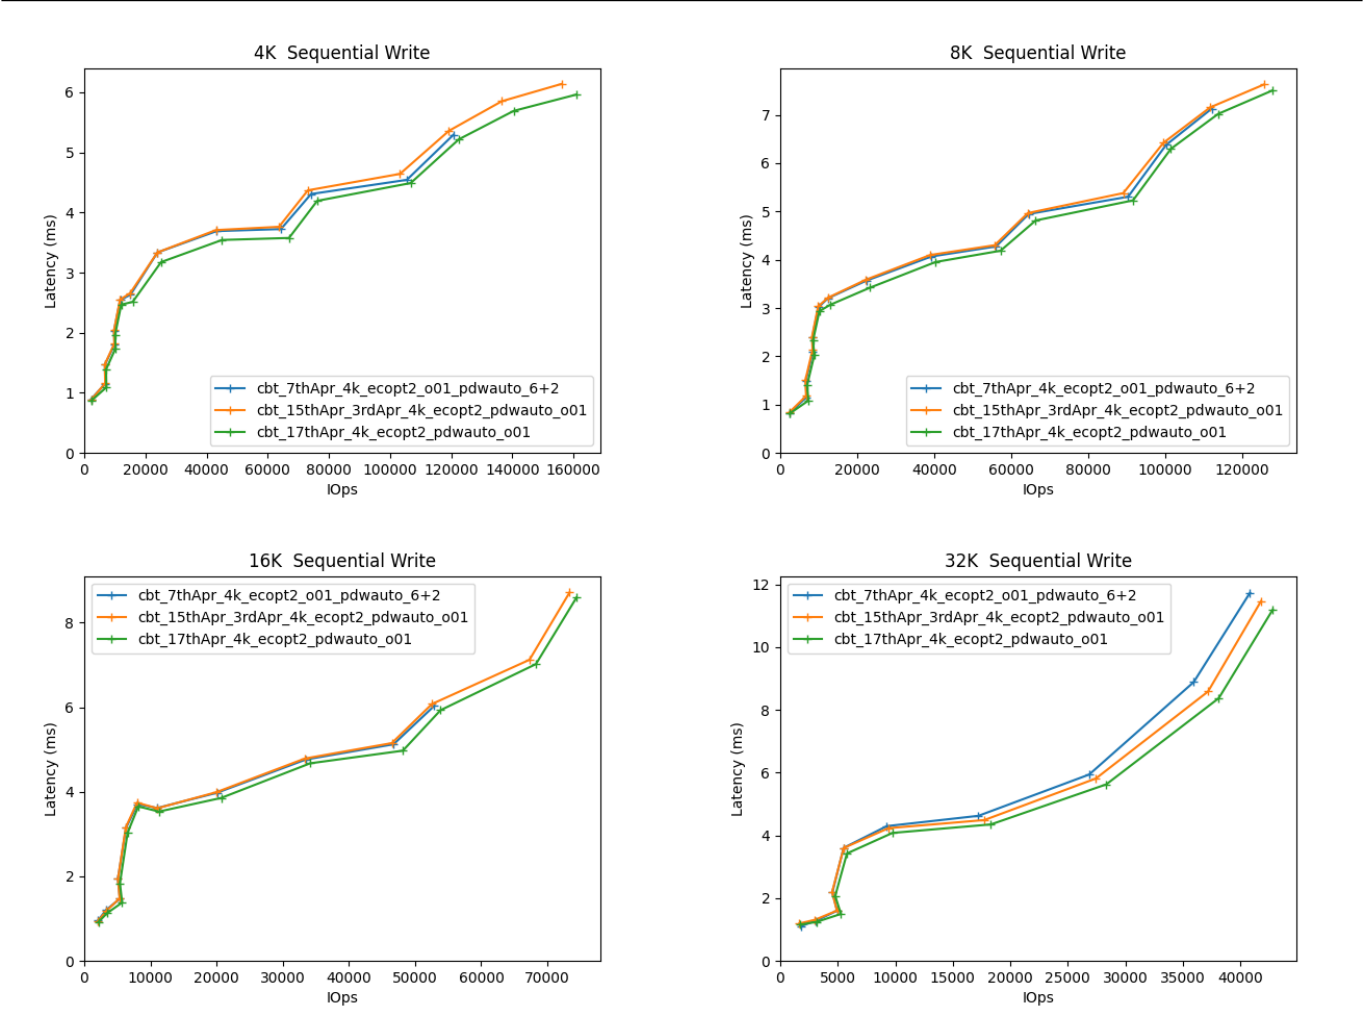 4K  Sequential Write
6
5
4
3
2
1
0
Latency (ms)
cbt_7thApr_4k_ecopt2_o01_pdwauto_6+2
cbt_15thApr_3rdApr_4k_ecopt2_pdwauto_o01
cbt_17thApr_4k_ecopt2_pdwauto_o01
0 20000 40000 60000 80000 100000 120000 140000 160000
IOps
8K  Sequential Write
7
6
5
4
3
2
1
0
Latency (ms)
cbt_7thApr_4k_ecopt2_o01_pdwauto_6+2
cbt_15thApr_3rdApr_4k_ecopt2_pdwauto_o01
cbt_17thApr_4k_ecopt2_pdwauto_o01
0 20000 40000 60000 80000 100000 120000
IOps
16K  Sequential Write
cbt_7thApr_4k_ecopt2_o01_pdwauto_6+2
cbt_15thApr_3rdApr_4k_ecopt2_pdwauto_o01
cbt_17thApr_4k_ecopt2_pdwauto_o01
8
6
4
2
0
Latency (ms)
0 10000 20000 30000 40000 50000 60000 70000
IOps
32K  Sequential Write
cbt_7thApr_4k_ecopt2_o01_pdwauto_6+2
cbt_15thApr_3rdApr_4k_ecopt2_pdwauto_o01
cbt_17thApr_4k_ecopt2_pdwauto_o01
12
10
8
6
4
2
0
Latency (ms)
0 5000 10000 15000 20000 25000 30000 35000 40000
IOps